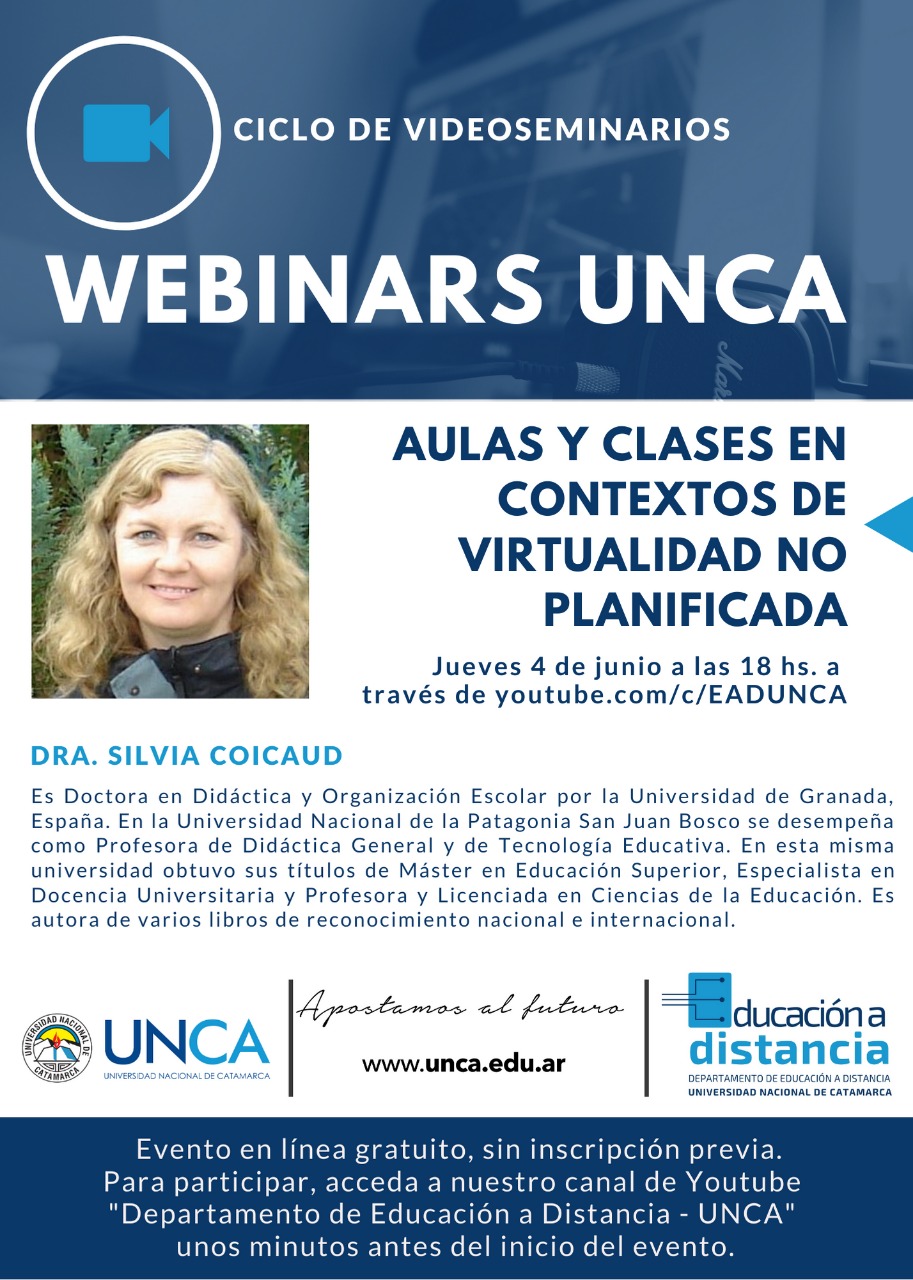 CICLO DE VIDEOSEMINARIOS
WEBINARS UNCA
AULAS Y CLASES EN
CONTEXTOS DE
VIRTUALIDAD NO
PLANIFICADA
Jueves 4 de junio a las 18 hs. a
través de youtube.com/c/EADUNCA
DRA. SILVIA COICAUD
Es Doctora en Didáctica y Organización Escolar por la Universidad de Granada,
España. En la Universidad Nacional de la Patagonia San Juan Bosco se desempeña
como Profesora de Didáctica General y de Tecnología Educativa. En esta misma
universidad obtuvo sus títulos de Máster en Educación Superior, Especialista en
Docencia Universitaria y Profesora y Licenciada en Ciencias de la Educación. Es
autora de varios libros de reconocimiento nacional e internacional.
UNIVERSIDAD NACIONAL DE CATAMARCA
UNCA
UNIVERSIDAD NACIONAL DE CATAMARCA
Apostamos al futuro
www.unca.edu.ar
Educación a
distancia
DEPARTAMENTO DE EDUCACIÓN A DISTANCIA
UNIVERSIDAD NACIONAL DE CATAMARCA
Evento en línea gratuito, sin inscripción previa.
Para participar, acceda a nuestro canal de Youtube
"Departamento de Educación a Distancia - UNCA"
unos minutos antes del inicio del evento.